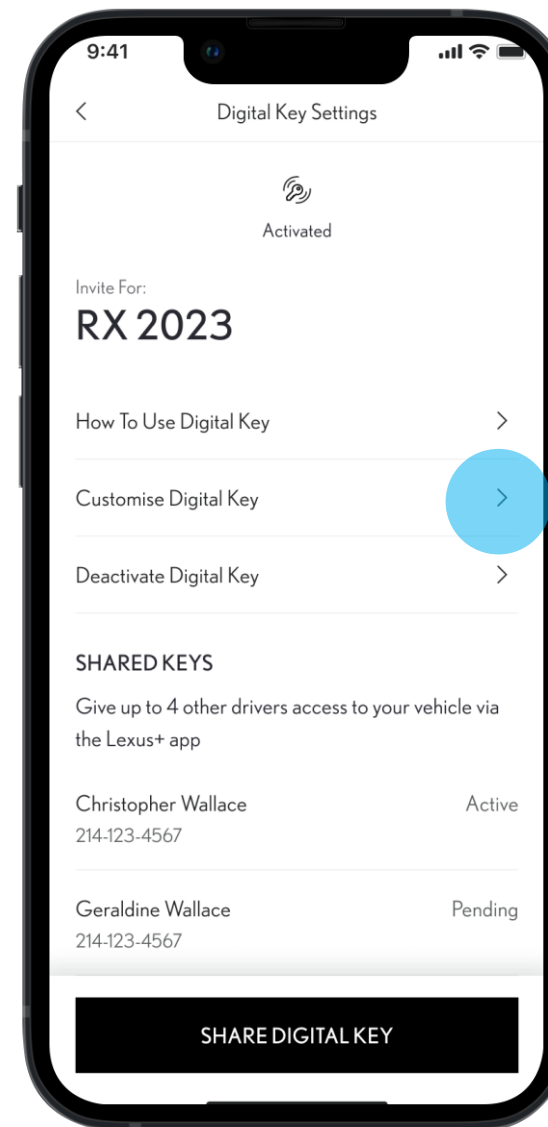 9:41
Digital Key Settings
Activated
Invite For:
RX 2023
How To Use Digital Key
Customise Digital Key
Deactivate Digital Key
SHARED KEYS
Give up to 4 other drivers access to your vehicle via
the Lexus+ app
Christopher Wallace Active
214-123-4567
Geraldine Wallace Pending
214-123-4567
SHARE DIGITAL KEY